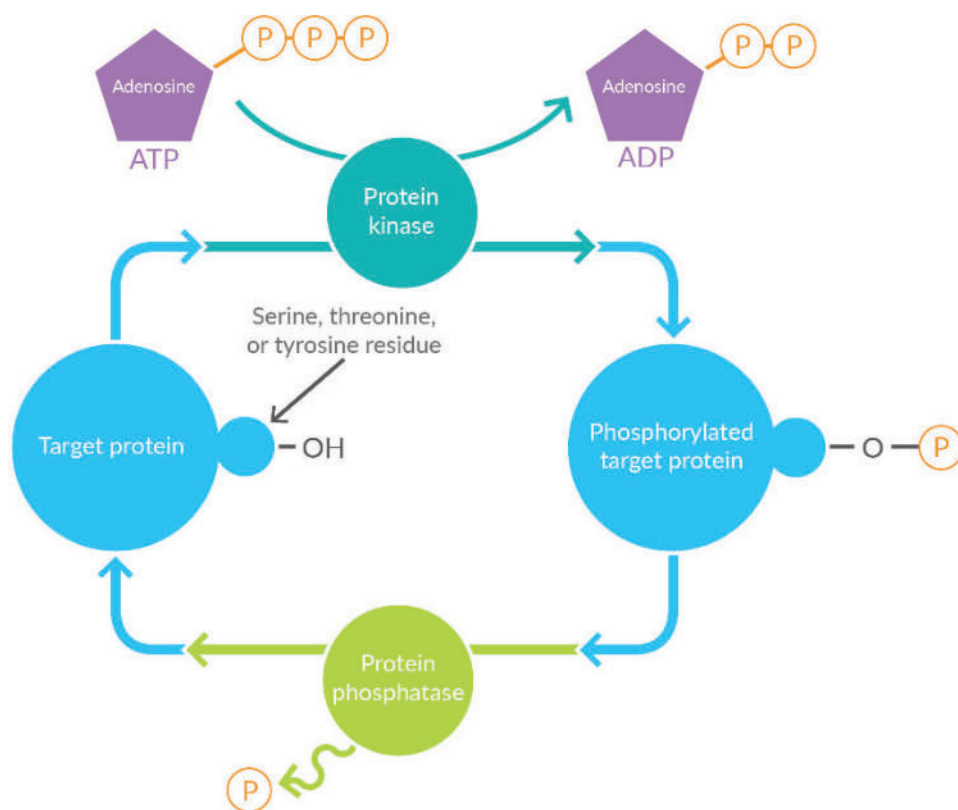 P P P
Adenosine
ATP
P P
Adenosine
ADP
Protein
kinase
Serine, threonine,
or tyrosine residue
Target protein
OH
Phosphorylated
target protein
O
P
Protein
phosphatase
P